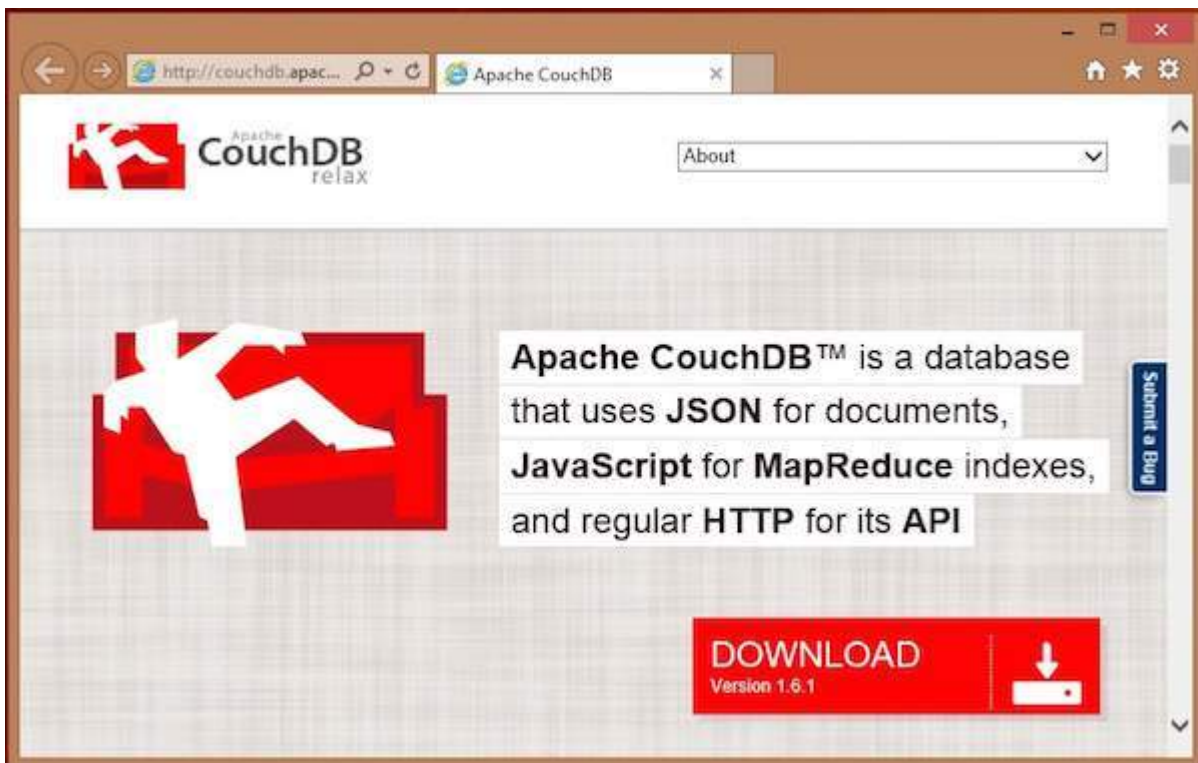 http://couchdb.apac...
Apache CouchDB
Apache
CouchDB
relax
About
Apache CouchDB™ is a database
that uses JSON for documents,
JavaScript for MapReduce indexes,
and regular HTTP for its API
Submit a Bug
DOWNLOAD
Version 1.6.1